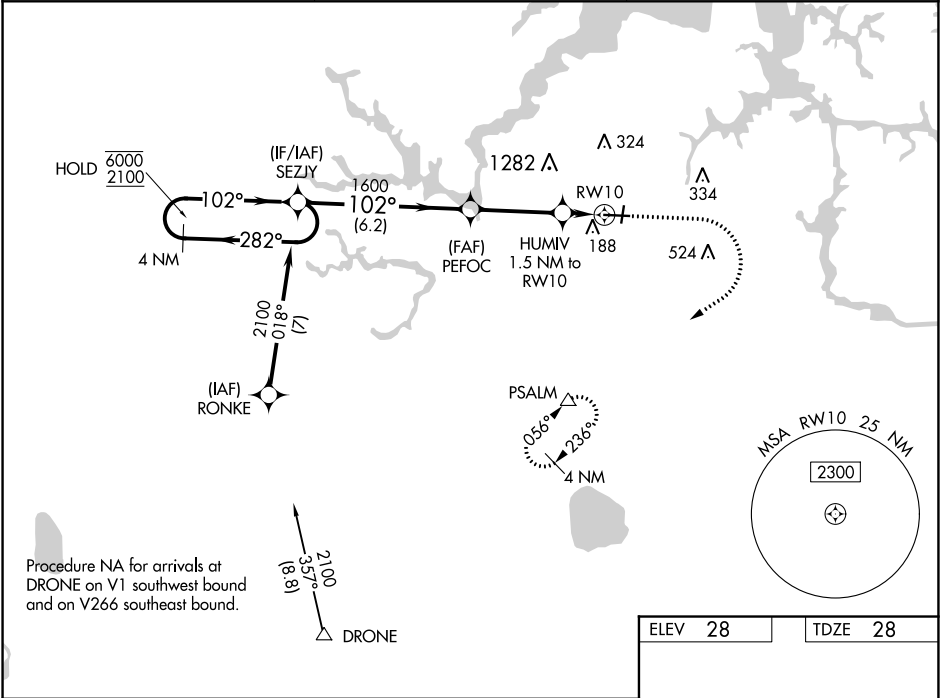 HOLD 6000
2100
102°
282°
4 NM
(IF/IAF)
SEZJY
1600
102°
(6.2)
(FAF)
PEFOC
1282
HUMIV
1.5 NM to
RW10
RW10
188
324
334
524
2100
018°
(7)
(IAF)
RONKE
PSALM
056°
236°
4 NM
MSA RW10 25 NM
2300
2100
357°
(8.8)
DRONE
Procedure NA for arrivals at
DRONE on V1 southwest bound
and on V266 southeast bound.
ELEV 28
TDZE 28